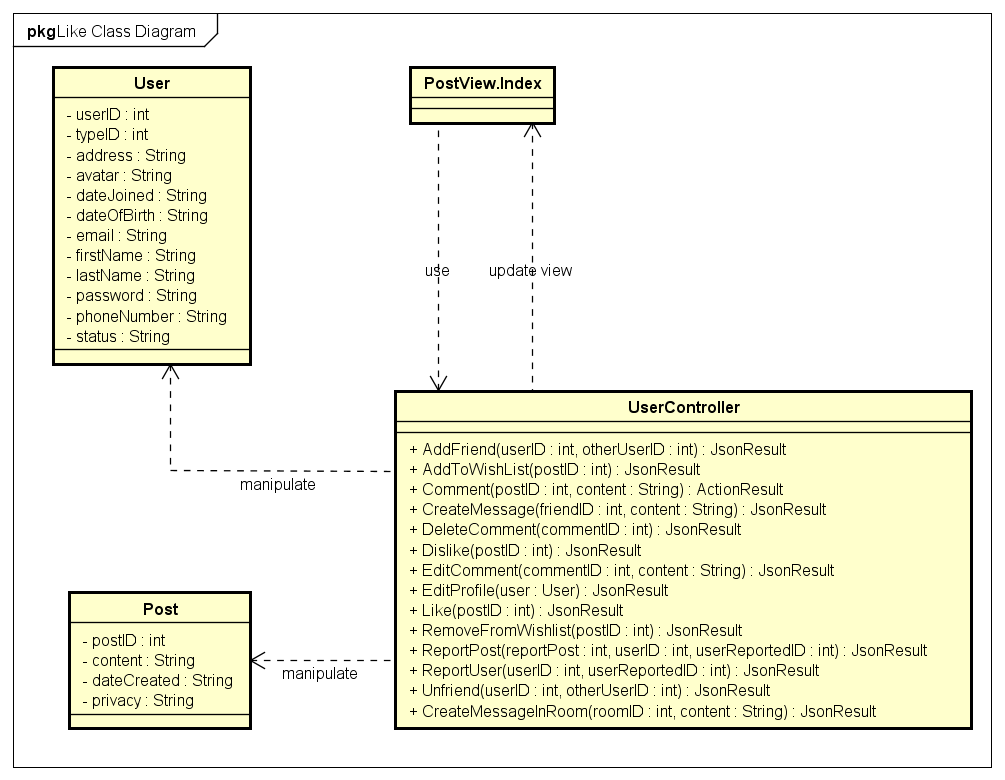 pkg Like Class Diagram
User
- userID : int
- typeID : int
- address : String
- avatar : String
- dateJoined : String
- dateOfBirth : String
- email : String
- firstName : String
- lastName : String
- password : String
- phoneNumber : String
- status : String
PostView.Index
use
update view
manipulate
UserController
+ AddFriend(userID : int, otherUserID : int) : JsonResult
+ AddToWishList(postID : int) : JsonResult
+ Comment(postID : int, content : String) : ActionResult
+ CreateMessage(friendID : int, content : String) : JsonResult
+ DeleteComment(commentID : int) : JsonResult
+ Dislike(postID : int) : JsonResult
+ EditComment(commentID : int, content : String) : JsonResult
+ EditProfile(user : User) : JsonResult
+ Like(postID : int) : JsonResult
+ RemoveFromWishlist(postID : int) : JsonResult
+ ReportPost(reportPost : int, userID : int, userReportedID : int) : JsonResult
+ ReportUser(userID : int, userReportedID : int) : JsonResult
+ Unfriend(userID : int, otherUserID : int) : JsonResult
+ CreateMessageInRoom(roomID : int, content : String) : JsonResult
Post
- postID : int
- content : String
- dateCreated : String
- privacy : String
manipulate